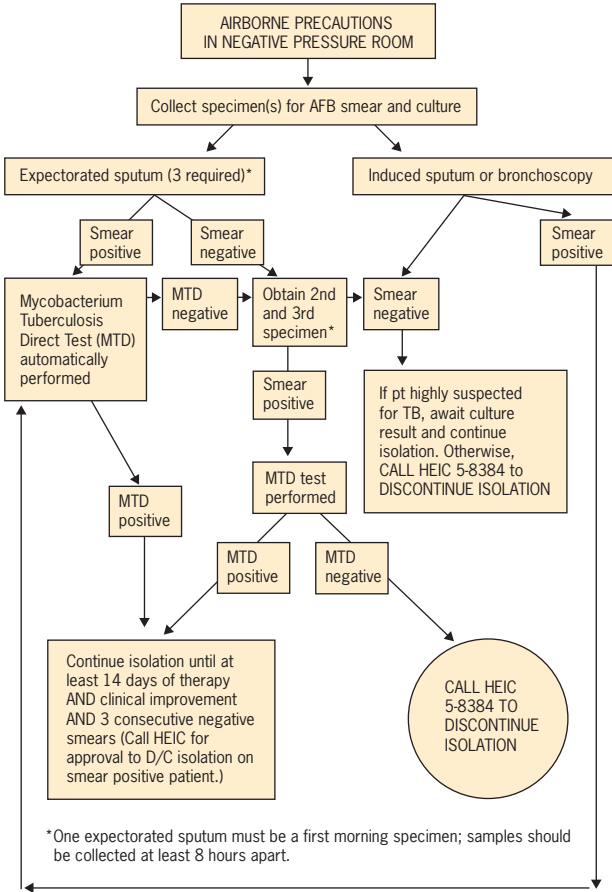 AIRBORNE PRECAUTIONS
IN NEGATIVE PRESSURE ROOM
Collect specimen(s) for AFB smear and culture
Expectorated sputum (3 required)*
Induced sputum or bronchoscopy
Smear
positive
Smear
negative
Smear
positive
Mycobacterium
Tuberculosis
Direct Test (MTD)
automatically
performed
MTD
negative
Obtain 2nd
and 3rd
specimen*
Smear
negative
Smear
positive
If pt highly suspected
for TB, await culture
result and continue
isolation. Otherwise,
CALL HEIC 5-8384 to
DISCONTINUE ISOLATION
MTD test
performed
MTD
positive
MTD
positive
MTD
negative
Continue isolation until at
least 14 days of therapy
AND clinical improvement
AND 3 consecutive negative
smears (Call HEIC for
approval to D/C isolation on
smear positive patient.)
CALL HEIC
5-8384 TO
DISCONTINUE
ISOLATION
*One expectorated sputum must be a first morning specimen; samples should
be collected at least 8 hours apart.